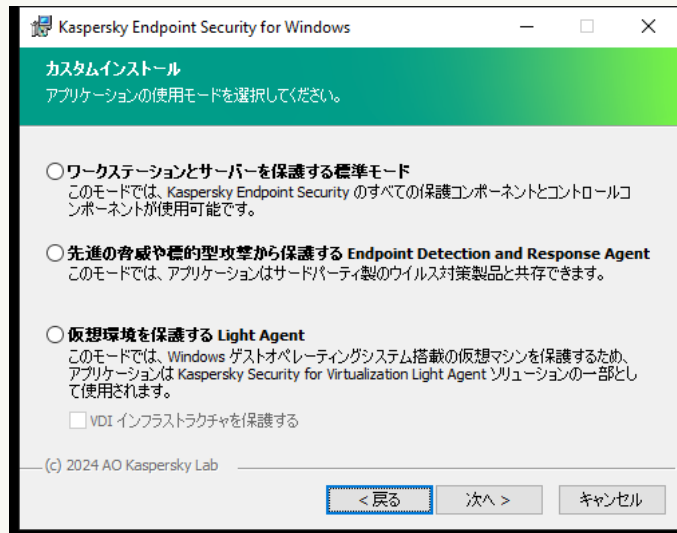 Kaspersky Endpoint Security for Windows
カスタムインストール
アプリケーションの使用モードを選択してください。
ワークステーションとサーバーを保護する標準モード
このモードでは、Kaspersky Endpoint Security のすべての保護コンポーネントとコントロールコ
ンポーネントが使用可能です。
先進の脅威や標的型攻撃から保護する Endpoint Detection and Response Agent
このモードでは、アプリケーションはサードパーティ製のウイルス対策製品と共存できます。
仮想環境を保護する Light Agent
このモードでは、Windows ゲストオペレーティングシステム搭載の仮想マシンを保護するため、
アプリケーションは Kaspersky Security for Virtualization Light Agent ソリューションの一部とし
て使用されます。
VDI インフラストラクチャを保護する
(c) 2024 AO Kaspersky Lab
< 戻る 次へ > キャンセル